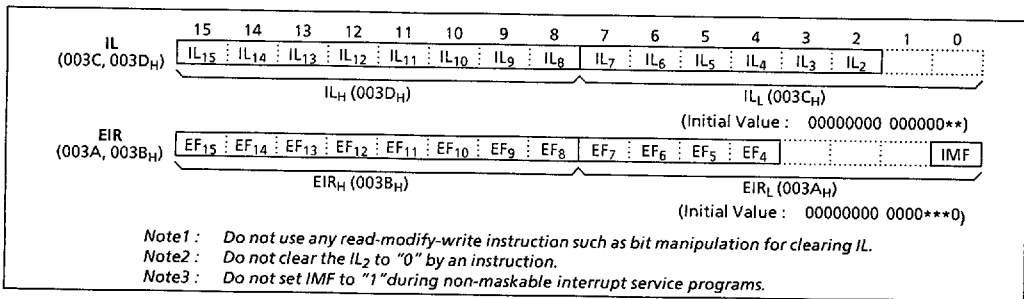 15 14 13 12 11 10 9 8 7 6 5 4 3 2 1 0
IL
(003C, 003DH)
IL15 IL14 IL13 IL12 IL11 IL10 IL9 IL8 IL7 IL6 IL5 IL4 IL3 IL2
ILH (003DH) ILL (003CH)
(Initial Value : 00000000 000000**)
EIR
(003A, 003BH)
EF15 EF14 EF13 EF12 EF11 EF10 EF9 EF8 EF7 EF6 EF5 EF4 IMF
EIRH (003BH) EIRL (003AH)
(Initial Value : 00000000 0000***0)
Note1 : Do not use any read-modify-write instruction such as bit manipulation for clearing IL.
Note2 : Do not clear the IL2 to "0" by an instruction.
Note3 : Do not set IMF to "1"during non-maskable interrupt service programs.